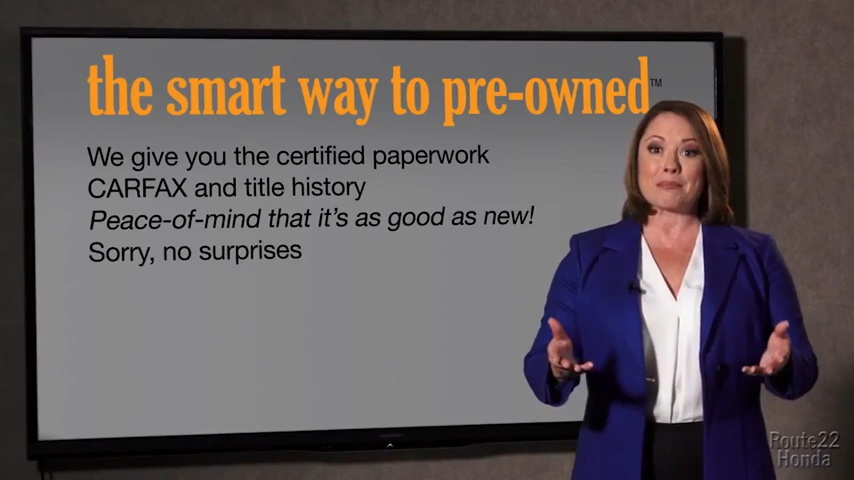 the smart way to pre-owned™
We give you the certified paperwork
CARFAX and title history
Peace-of-mind that it's as good as new!
Sorry, no surprises
Route22
Honda